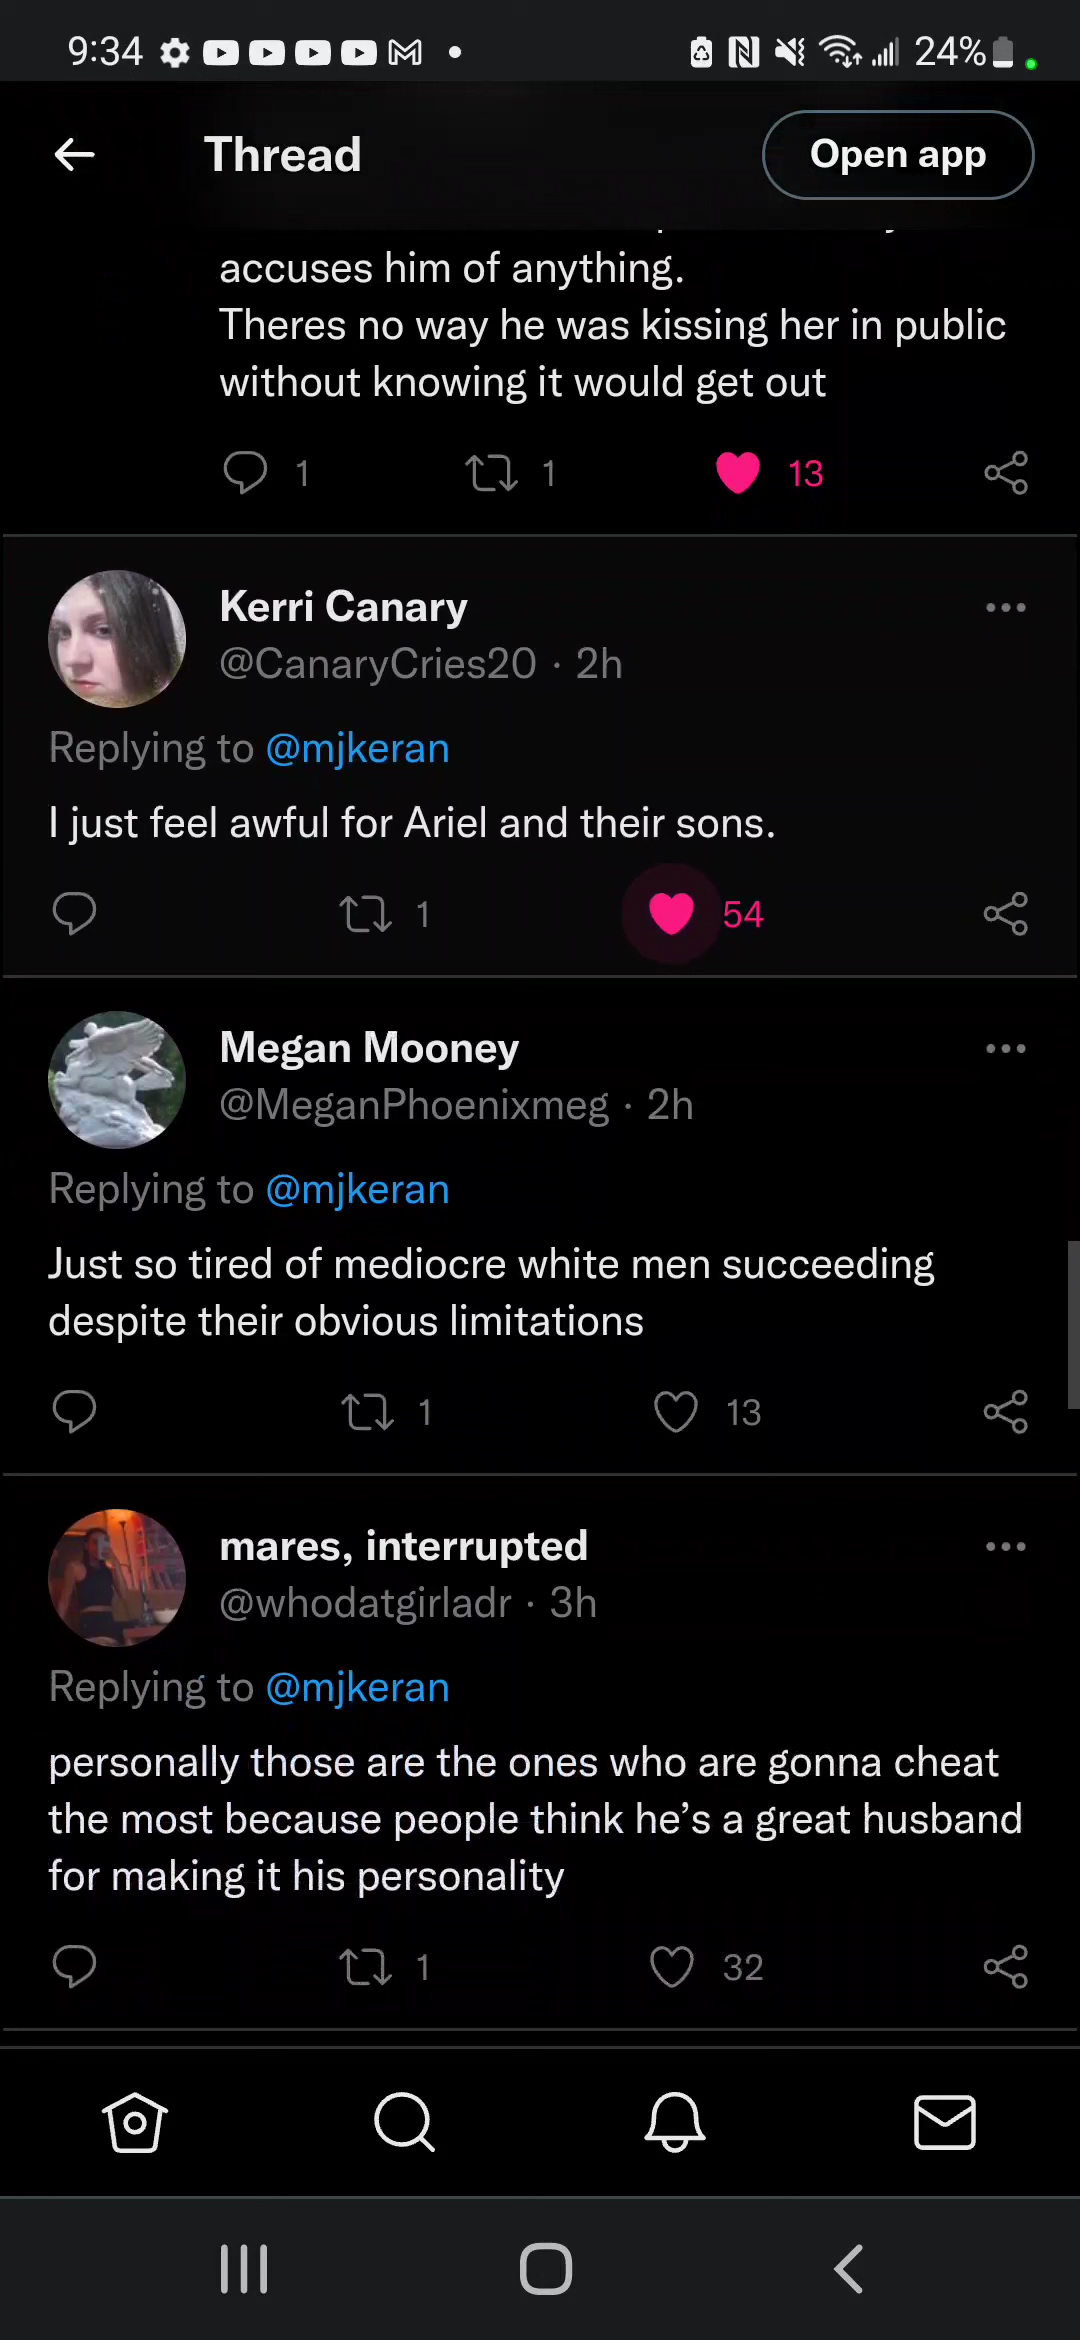 9:34
24%
Thread
Open app
accuses him of anything.
Theres no way he was kissing her in public
without knowing it would get out
1
1
13
Kerri Canary
@CanaryCries20 · 2h
Replying to @mjkeran
I just feel awful for Ariel and their sons.
1
54
Megan Mooney
@MeganPhoenixmeg · 2h
Replying to @mjkeran
Just so tired of mediocre white men succeeding
despite their obvious limitations
1
13
mares, interrupted
@whodatgirladr · 3h
Replying to @mjkeran
personally those are the ones who are gonna cheat
the most because people think he’s a great husband
for making it his personality
1
32